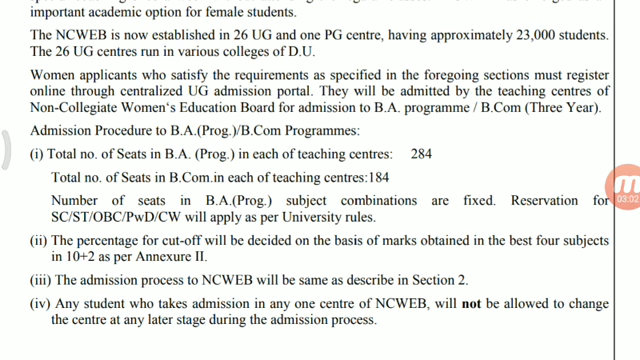 important academic option for female students.
The NCWEB is now established in 26 UG and one PG centre, having approximately 23,000 students.
The 26 UG centres run in various colleges of D.U.
Women applicants who satisfy the requirements as specified in the foregoing sections must register
online through centralized UG admission portal. They will be admitted by the teaching centres of
Non-Collegiate Women's Education Board for admission to B.A. programme / B.Com (Three Year).
Admission Procedure to B.A.(Prog.)/B.Com Programmes:
(i) Total no. of Seats in B.A. (Prog.) in each of teaching centres: 284
Total no. of Seats in B.Com.in each of teaching centres:184
Number of seats in B.A.(Prog.) subject combinations are fixed. Reservation for
SC/ST/OBC/PwD/CW will apply as per University rules.
(ii) The percentage for cut-off will be decided on the basis of marks obtained in the best four subjects
in 10+2 as per Annexure II.
(iii) The admission process to NCWEB will be same as describe in Section 2.
(iv) Any student who takes admission in any one centre of NCWEB, will not be allowed to change
the centre at any later stage during the admission process.
03:02